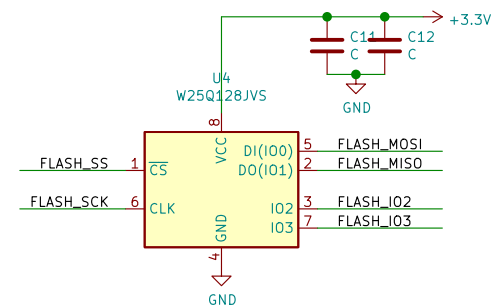 +3.3V
C11 C12
C C
GND
U4
W25Q128JVS
8
VCC
DI(IO0) 5 FLASH_MOSI
FLASH_SS 1 CS DO(IO1) 2 FLASH_MISO
FLASH_SCK 6 CLK IO2 3 FLASH_IO2
IO3 7 FLASH_IO3
GND
4
GND